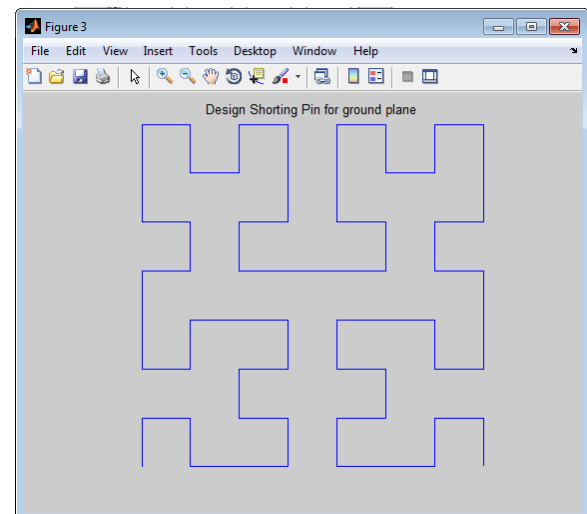 Figure 3
File Edit View Insert Tools Desktop Window Help
Design Shorting Pin for ground plane